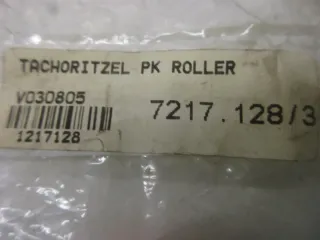 TACHORITZEL PK ROLLER
V030805
7217.128/3
1217128